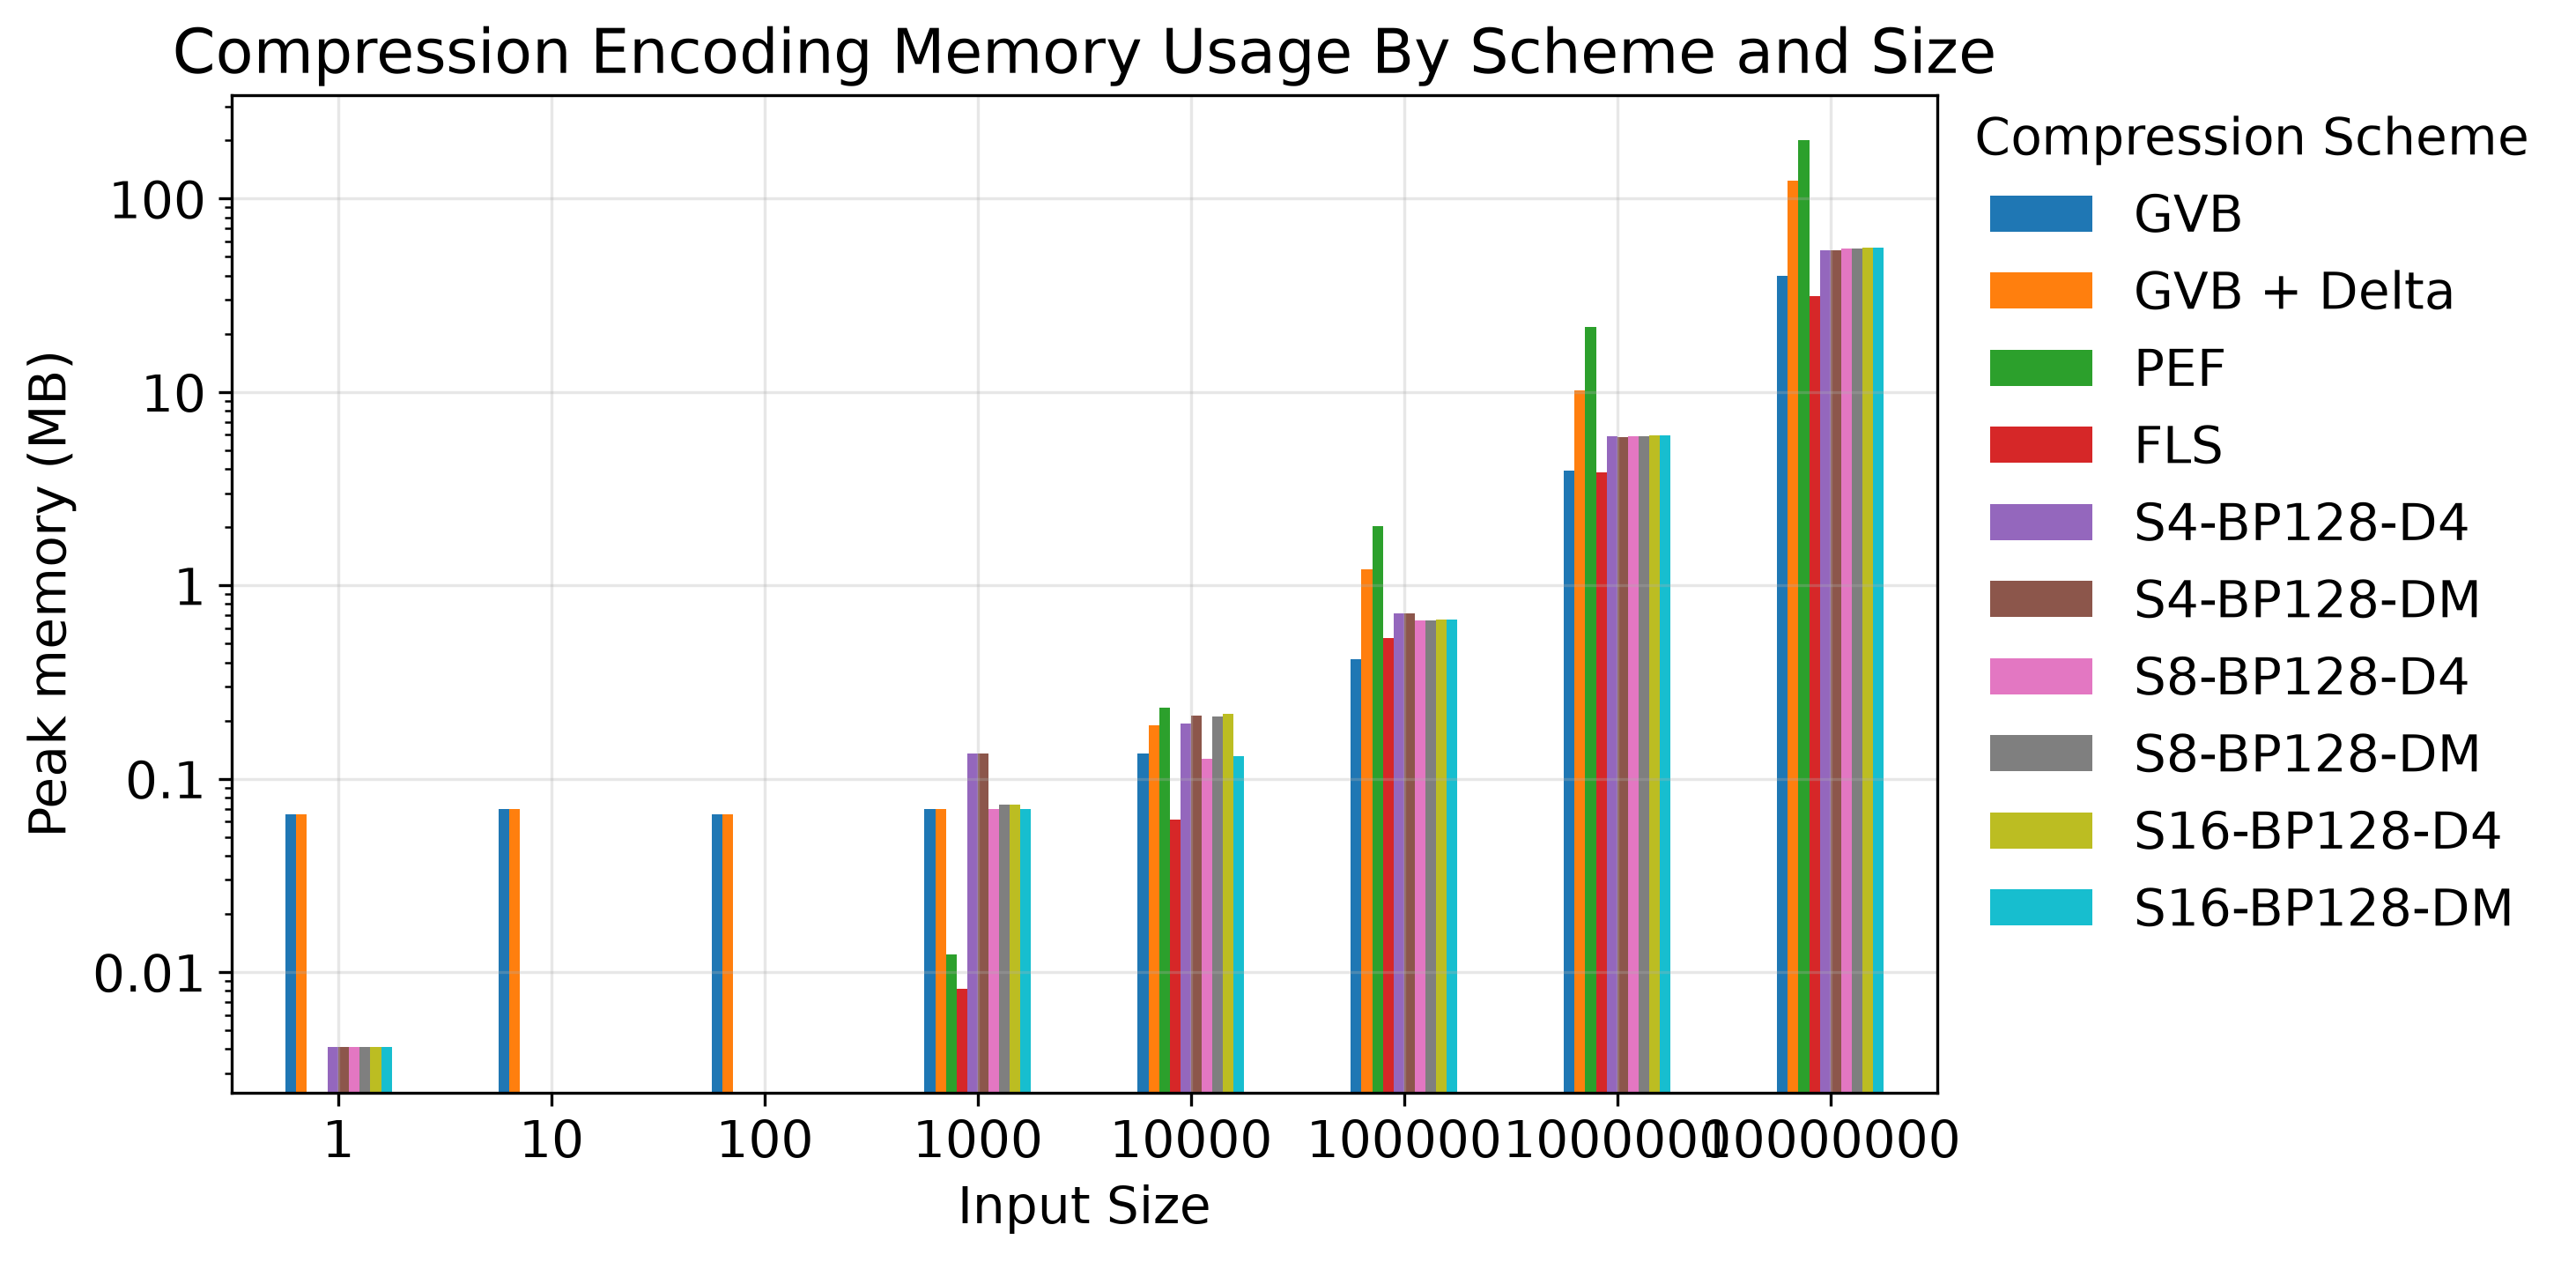 Compression Encoding Memory Usage By Scheme and Size
Peak memory (MB)
100
10
1
0.1
0.01
1
10
100
1000
10000
100000
1000000
10000000
Input Size
Compression Scheme
GVB
GVB + Delta
PEF
FLS
S4-BP128-D4
S4-BP128-DM
S8-BP128-D4
S8-BP128-DM
S16-BP128-D4
S16-BP128-DM